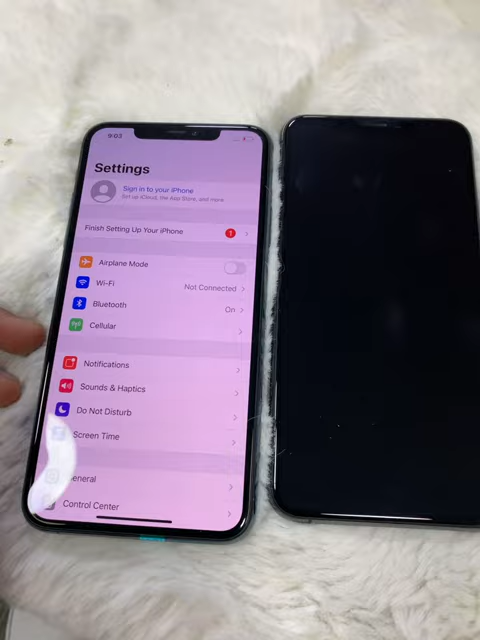 9:03
Settings
Sign in to your iPhone
Set up iCloud, the App Store, and more.
Finish Setting Up Your iPhone
1
Airplane Mode
Wi-Fi Not Connected
Bluetooth On
Cellular
Notifications
Sounds & Haptics
Do Not Disturb
Screen Time
eneral
Control Center